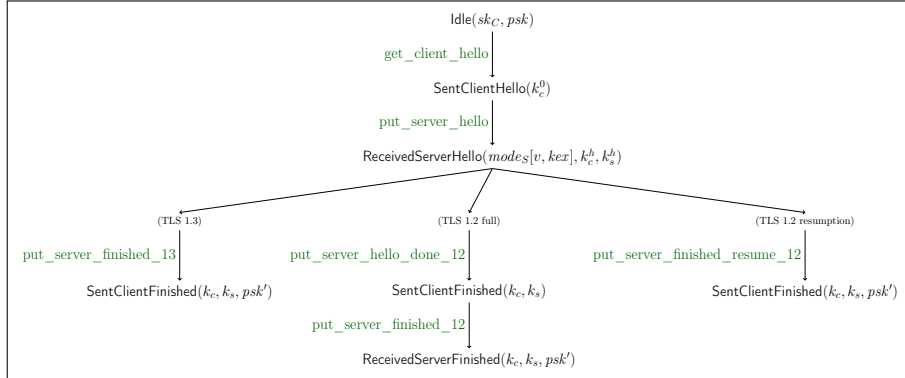 Idle(sk_C, psk)
get_client_hello
SentClientHello(k_c^0)
put_server_hello
ReceivedServerHello(mode_S[v, kex], k_c^h, k_s^h)
(TLS 1.3) (TLS 1.2 full) (TLS 1.2 resumption)
put_server_finished_13 put_server_hello_done_12 put_server_finished_resume_12
SentClientFinished(k_c, k_s, psk′) SentClientFinished(k_c, k_s) SentClientFinished(k_c, k_s, psk′)
put_server_finished_12
ReceivedServerFinished(k_c, k_s, psk′)